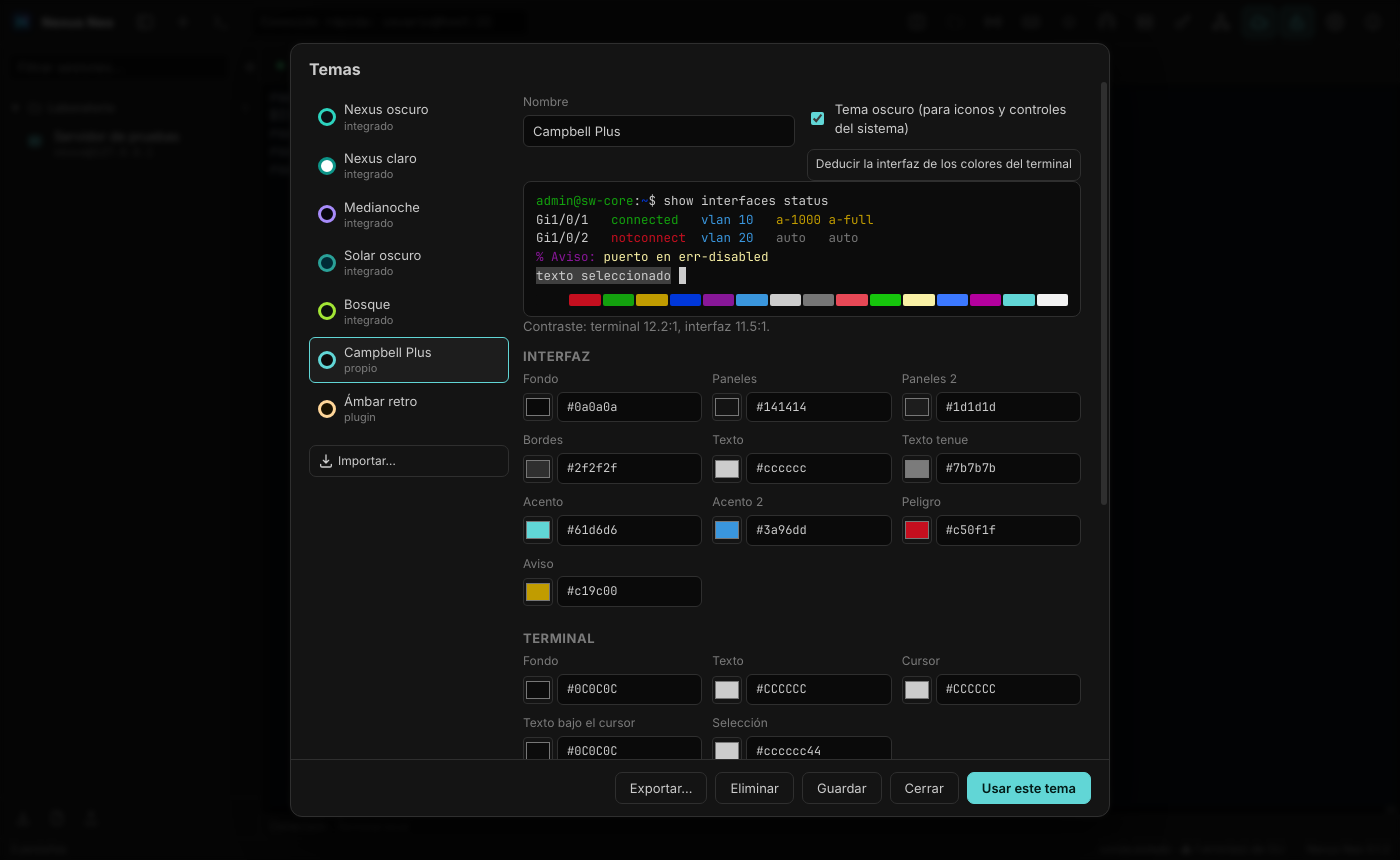 Temas
Nexus oscuro
integrado
Nexus claro
integrado
Medianoche
integrado
Solar oscuro
integrado
Bosque
integrado
Campbell Plus
propio
Ámbar retro
plugin
Importar...
Nombre
Campbell Plus
Tema oscuro (para iconos y controles
del sistema)
Deducir la interfaz de los colores del terminal
admin@sw-core:~$ show interfaces status
Gi1/0/1 connected vlan 10 a-1000 a-full
Gi1/0/2 notconnect vlan 20 auto auto
% Aviso: puerto en err-disabled
texto seleccionado
Contraste: terminal 12.2:1, interfaz 11.5:1.
INTERFAZ
Fondo Paneles Paneles 2
#0a0a0a #141414 #1d1d1d
Bordes Texto Texto tenue
#2f2f2f #cccccc #7b7b7b
Acento Acento 2 Peligro
#61d6d6 #3a96dd #c50f1f
Aviso
#c19c00
TERMINAL
Fondo Texto Cursor
#0C0C0C #CCCCCC #CCCCCC
Texto bajo el cursor Selección
#0C0C0C #cccccc44
Exportar... Eliminar Guardar Cerrar Usar este tema